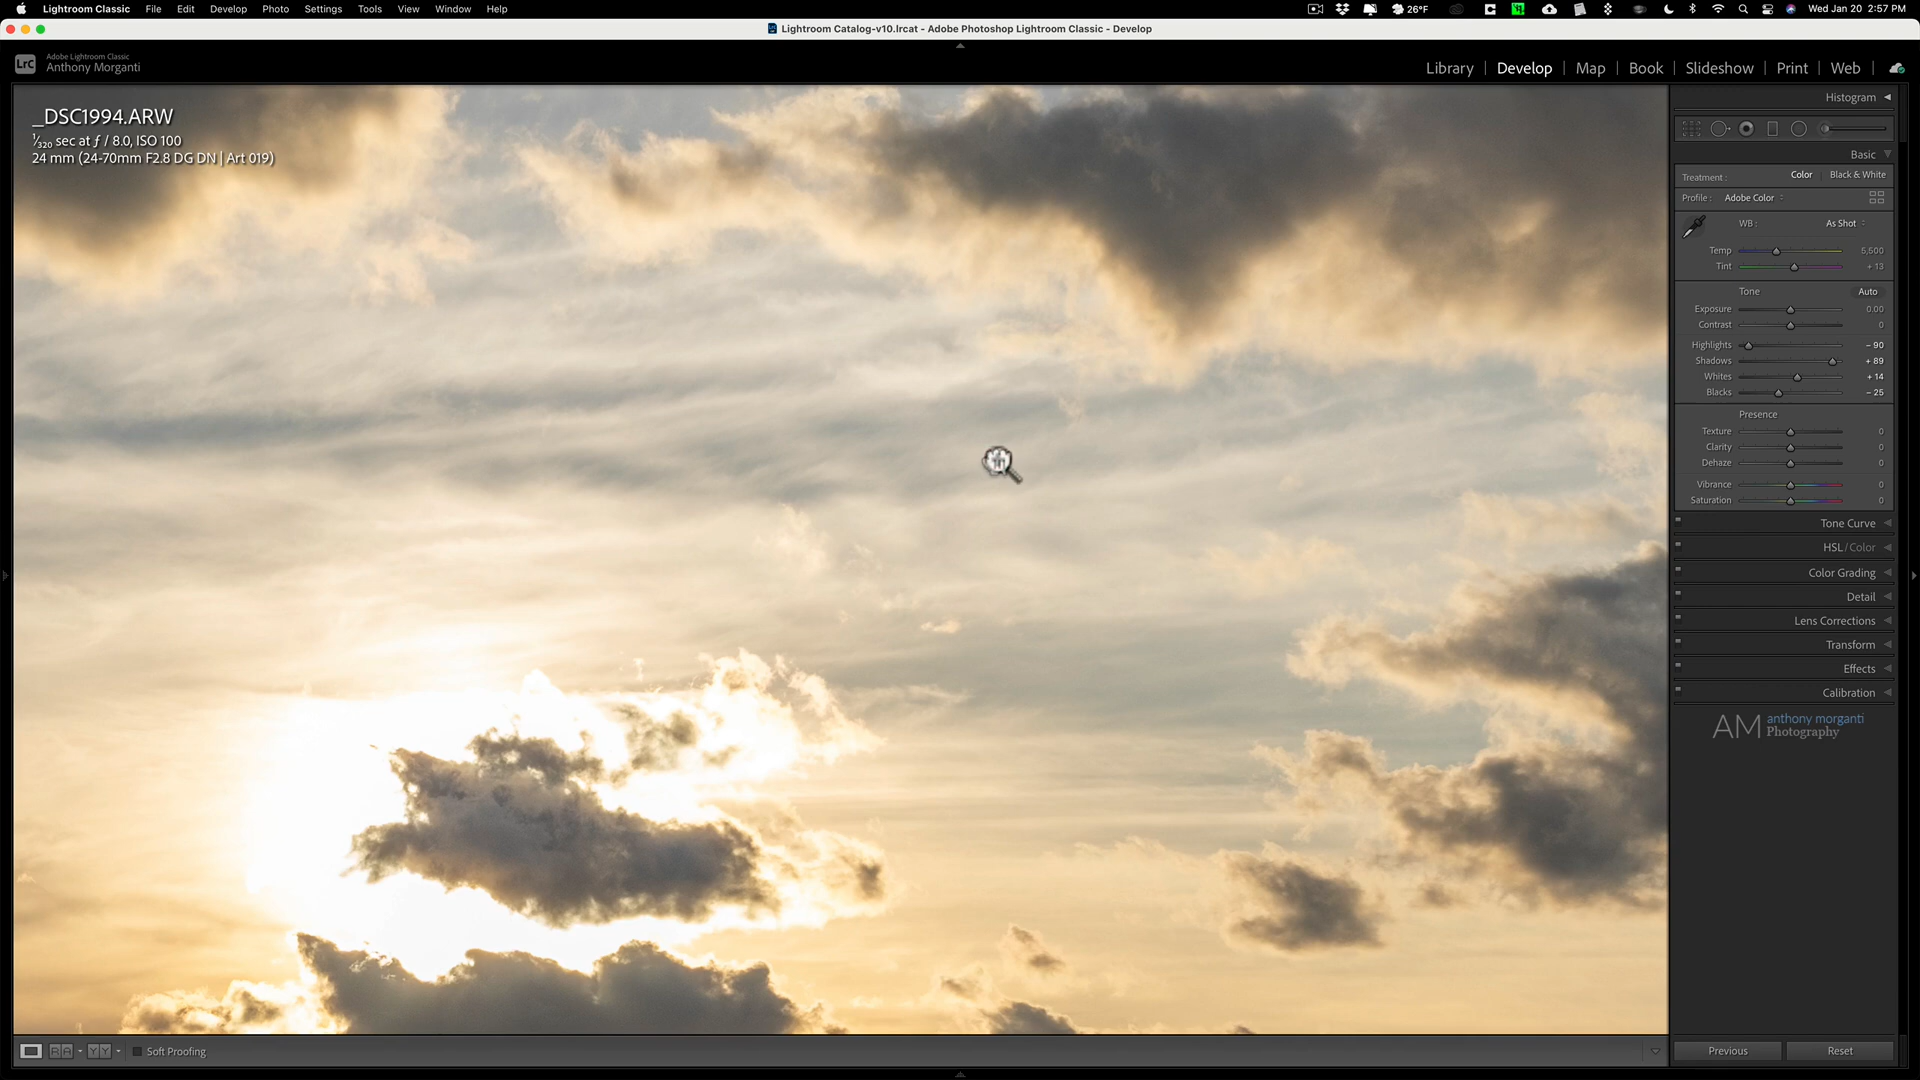 Lightroom Classic File Edit Develop Photo Settings Tools View Window Help 26°F Wed Jan 20 2:57 PM
Lightroom Catalog-v10.lrcat - Adobe Photoshop Lightroom Classic - Develop
LrC Adobe Lightroom Classic
Anthony Morganti
Library | Develop | Map | Book | Slideshow | Print | Web |
_DSC1994.ARW
1/320 sec at ƒ / 8.0, ISO 100
24 mm (24-70mm F2.8 DG DN | Art 019)
Histogram
Basic
Treatment : Color Black & White
Profile : Adobe Color
WB : As Shot
Temp 5,500
Tint + 13
Tone Auto
Exposure 0.00
Contrast 0
Highlights − 90
Shadows + 89
Whites + 14
Blacks − 25
Presence
Texture 0
Clarity 0
Dehaze 0
Vibrance 0
Saturation 0
Tone Curve
HSL / Color
Color Grading
Detail
Lens Corrections
Transform
Effects
Calibration
AM anthony morganti
Photography
RA YY Soft Proofing
Previous Reset